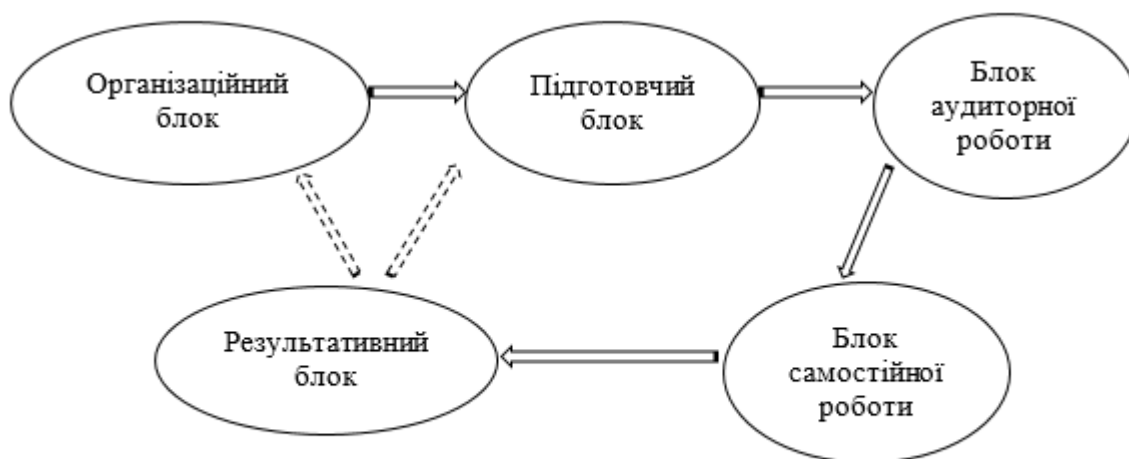 Організаційний
блок
Підготовчий
блок
Блок
аудиторної
роботи
Результативний
блок
Блок
самостійної
роботи